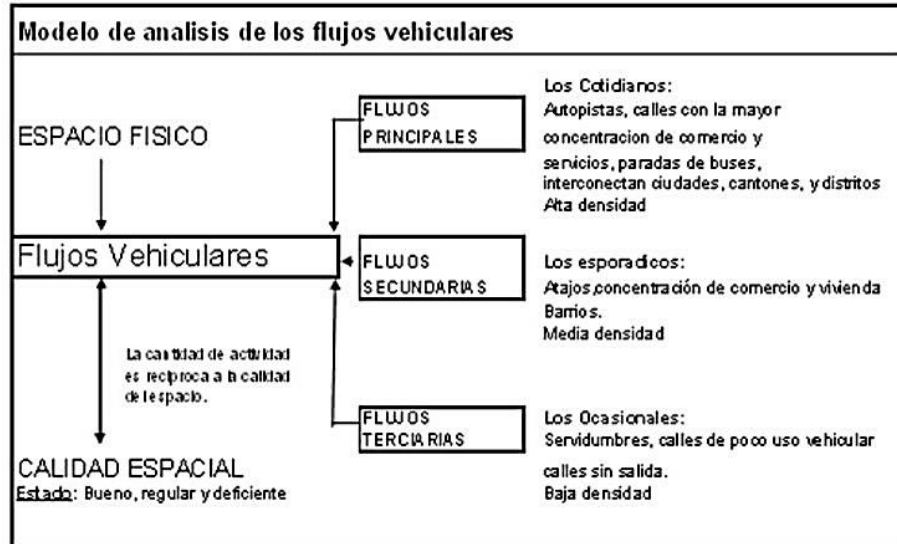 Modelo de analisis de los flujos vehiculares
ESPACIO FISICO
Flujos Vehiculares
La cantidad de actividad
es reciproca a la calidad
del espacio.
CALIDAD ESPACIAL
Estado: Bueno, regular y deficiente
FLUJOS
PRINCIPALES
Los Cotidianos:
Autopistas, calles con la mayor
concentracion de comercio y
servicios, paradas de buses,
interconectan ciudades, cantones, y distritos
Alta densidad
FLUJOS
SECUNDARIAS
Los esporadicos:
Atajos,concentración de comercio y vivienda
Barrios.
Media densidad
FLUJOS
TERCIARIAS
Los Ocasionales:
Servidumbres, calles de poco uso vehicular
calles sin salida.
Baja densidad